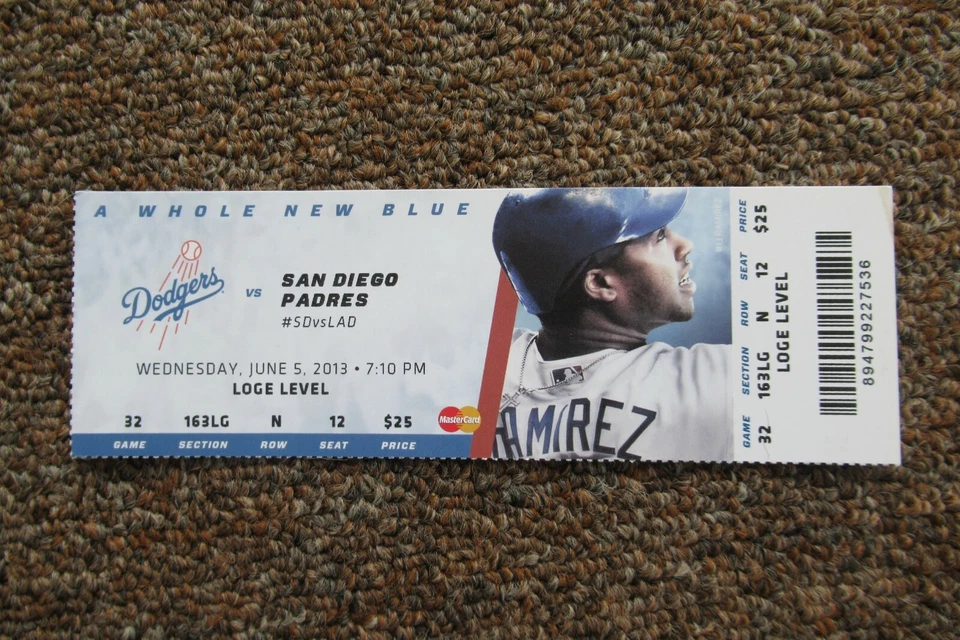 A WHOLE NEW BLUE
Dodgers
VS
SAN DIEGO
PADRES
#SDvsLAD
WEDNESDAY, JUNE 5, 2013 • 7:10 PM
LOGE LEVEL
32 163LG N 12 $25
GAME SECTION ROW SEAT PRICE
MasterCard
RAMIREZ
GAME SECTION ROW SEAT PRICE
32 163LG N 12 $25
LOGE LEVEL
894799227536